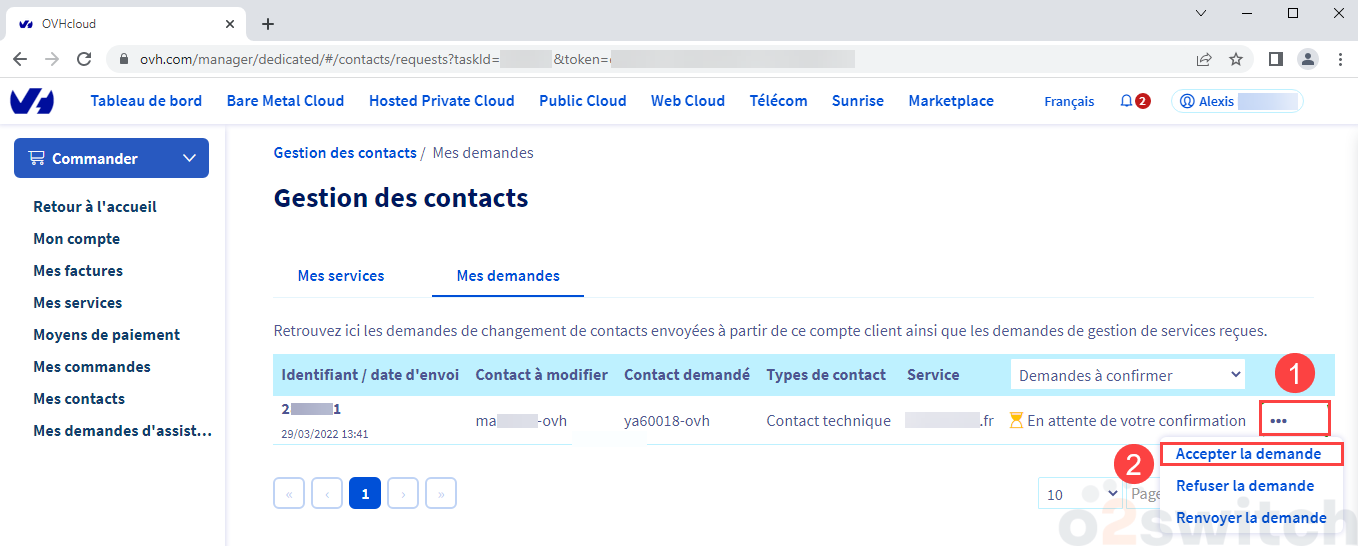 OVHcloud
ovh.com/manager/dedicated/#/contacts/requests?taskId= &token=
Tableau de bord Bare Metal Cloud Hosted Private Cloud Public Cloud Web Cloud Télécom Sunrise Marketplace Français 2 Alexis
Commander
Retour à l'accueil
Mon compte
Mes factures
Mes services
Moyens de paiement
Mes commandes
Mes contacts
Mes demandes d'assist...
Gestion des contacts / Mes demandes
Gestion des contacts
Mes services Mes demandes
Retrouvez ici les demandes de changement de contacts envoyées à partir de ce compte client ainsi que les demandes de gestion de services reçues.
Identifiant / date d'envoi Contact à modifier Contact demandé Types de contact Service Demandes à confirmer 1
2 1
29/03/2022 13:41
ma -ovh ya60018-ovh Contact technique .fr En attente de votre confirmation •••
2 Accepter la demande
Refuser la demande
Renvoyer la demande
« ‹ 1 › » 10 Page
o2switch